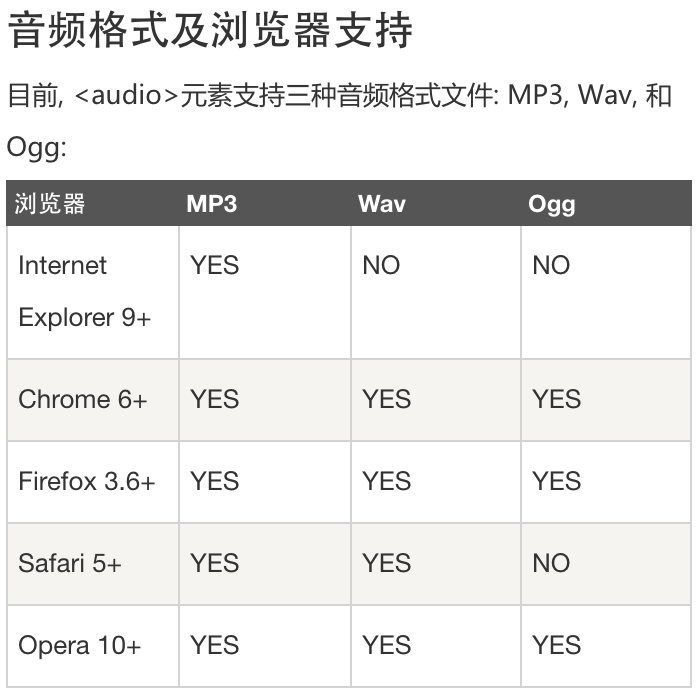 音频格式及浏览器支持
目前, <audio>元素支持三种音频格式文件: MP3, Wav, 和
Ogg:
浏览器 MP3 Wav Ogg
Internet YES NO NO
Explorer 9+
Chrome 6+ YES YES YES
Firefox 3.6+ YES YES YES
Safari 5+ YES YES NO
Opera 10+ YES YES YES